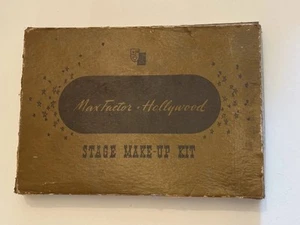 Max Factor · Hollywood
STAGE MAKE-UP KIT